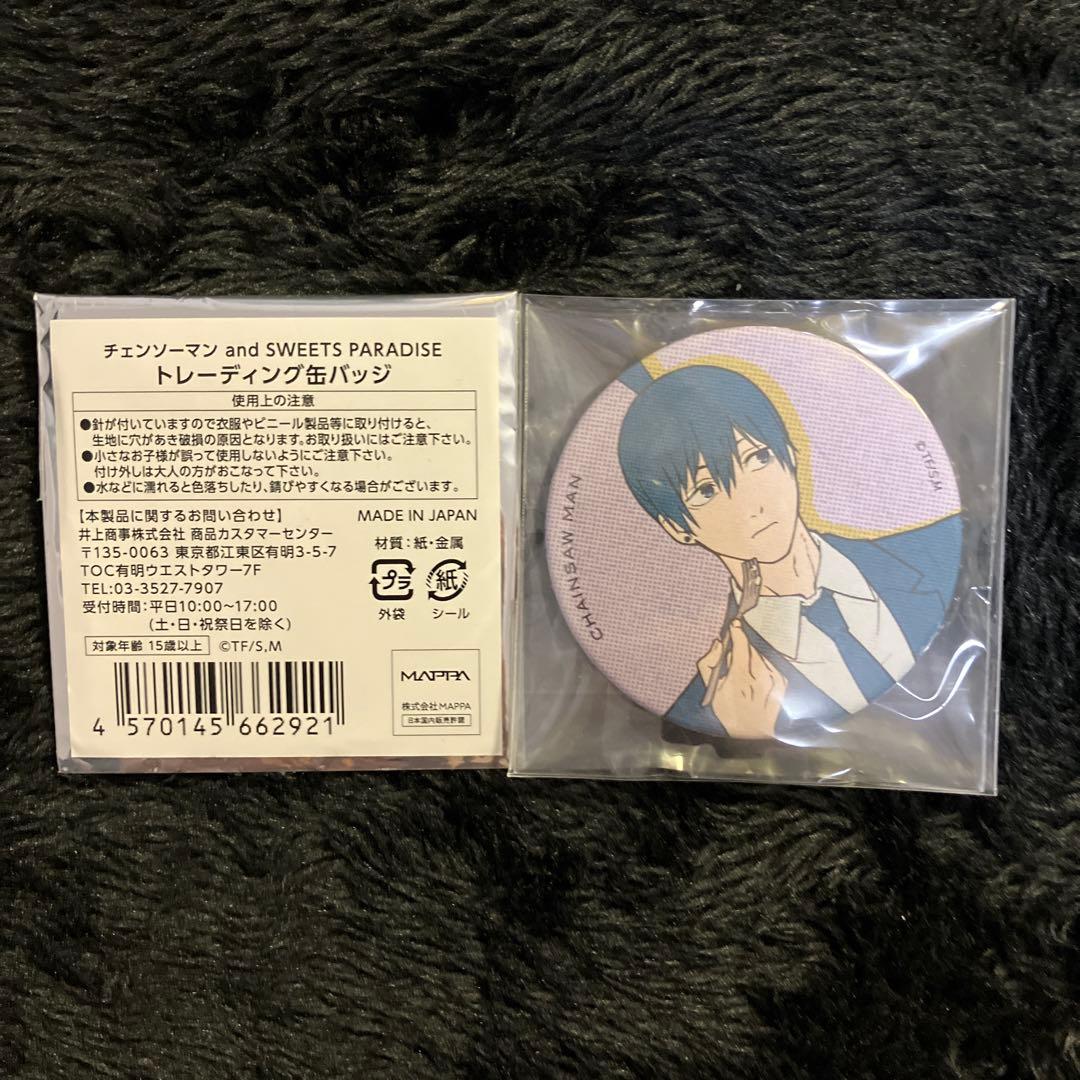 チェンソーマン and SWEETS PARADISE
トレーディング缶バッジ
使用上の注意
●針が付いていますので衣服やビニール製品等に取り付けると、
生地に穴があき破損の原因となります。お取り扱いにはご注意下さい。
●小さなお子様が誤って使用しないようにご注意下さい。
付け外しは大人の方がおこなって下さい。
●水などに濡れると色落ちしたり、錆びやすくなる場合がございます。
【本製品に関するお問い合わせ】
井上商事株式会社 商品カスタマーセンター
〒135-0063 東京都江東区有明3-5-7
TOC有明ウエストタワー7F
TEL:03-3527-7907
受付時間:平日10:00~17:00
(土・日・祝祭日を除く)
対象年齢 15歳以上 ©TF/S,M
MADE IN JAPAN
材質:紙・金属
プラ 紙
外袋 シール
4 570145 662921
MAPPA
株式会社MAPPA
日本国内販売許諾
CHAINSAW MAN
©TF/S,M